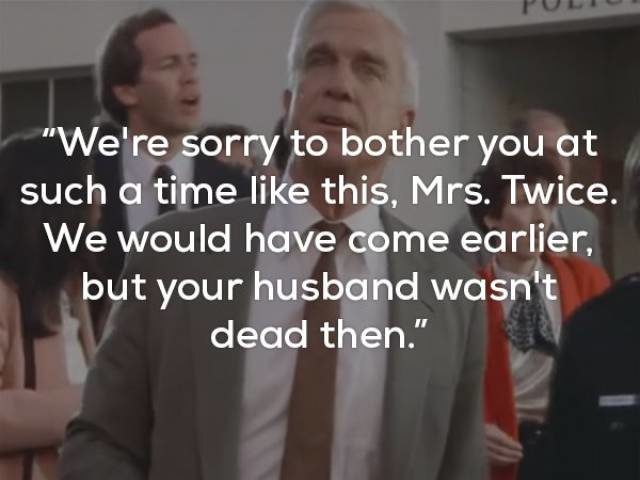 POLIC
“We're sorry to bother you at
such a time like this, Mrs. Twice.
We would have come earlier,
but your husband wasn't
dead then.”